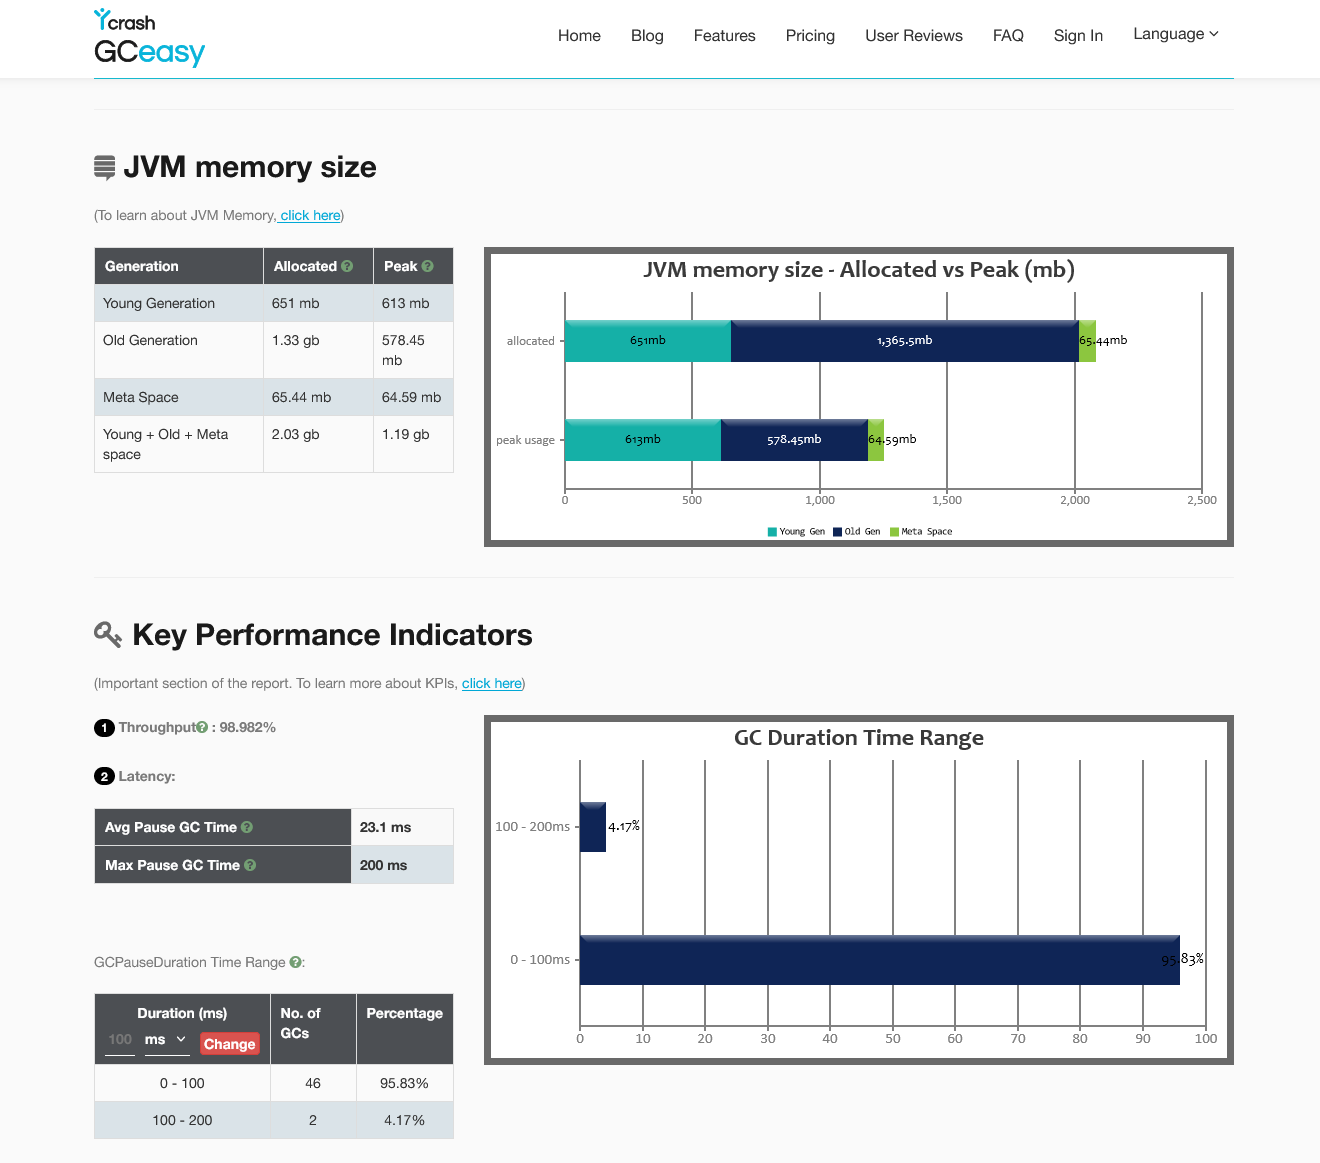 Ycrash
GCeasy
Home Blog Features Pricing User Reviews FAQ Sign In Language
JVM memory size
(To learn about JVM Memory, click here)
Generation Allocated ? Peak ?
Young Generation 651 mb 613 mb
Old Generation 1.33 gb 578.45
mb
Meta Space 65.44 mb 64.59 mb
Young + Old + Meta 2.03 gb 1.19 gb
space
JVM memory size - Allocated vs Peak (mb)
allocated 651mb 1,365.5mb 65.44mb
peak usage 613mb 578.45mb 64.59mb
0 500 1,000 1,500 2,000 2,500
Young Gen Old Gen Meta Space
Key Performance Indicators
(Important section of the report. To learn more about KPIs, click here)
1 Throughput? : 98.982%
2 Latency:
Avg Pause GC Time ? 23.1 ms
Max Pause GC Time ? 200 ms
GCPauseDuration Time Range ?:
Duration (ms) No. of Percentage
GCs
100 ms Change
0 - 100 46 95.83%
100 - 200 2 4.17%
GC Duration Time Range
100 - 200ms 4.17%
0 - 100ms 95.83%
0 10 20 30 40 50 60 70 80 90 100